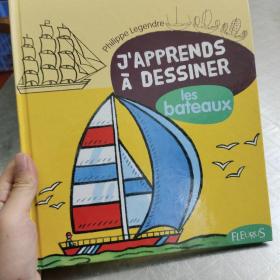 Philippe Legendre
J'APPRENDS
À DESSINER
les
bateaux
FLEURUS